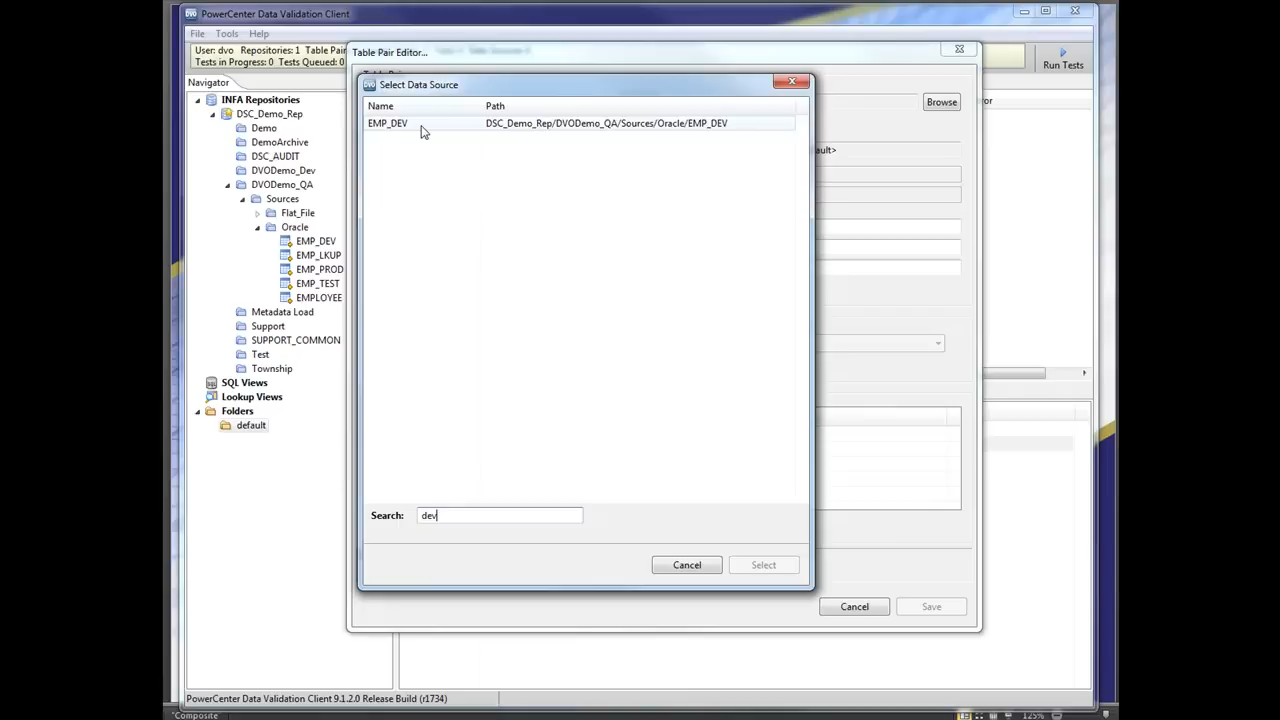 PowerCenter Data Validation Client
File Tools Help
User: dvo Repositories: 1 Table Pair
Tests in Progress: 0 Tests Queued: 0
Run Tests
Navigator
INFA Repositories
DSC_Demo_Rep
Demo
DemoArchive
DSC_AUDIT
DVODemo_Dev
DVODemo_QA
Sources
Flat_File
Oracle
EMP_DEV
EMP_LKUP
EMP_PROD
EMP_TEST
EMPLOYEE
Metadata Load
Support
SUPPORT_COMMON
Test
Township
SQL Views
Lookup Views
Folders
default
Table Pair Editor...
Browse
ault>
or
Cancel Save
Select Data Source
Name Path
EMP_DEV DSC_Demo_Rep/DVODemo_QA/Sources/Oracle/EMP_DEV
Search: dev
Cancel Select
PowerCenter Data Validation Client 9.1.2.0 Release Build (r1734)
"Composite"
125%